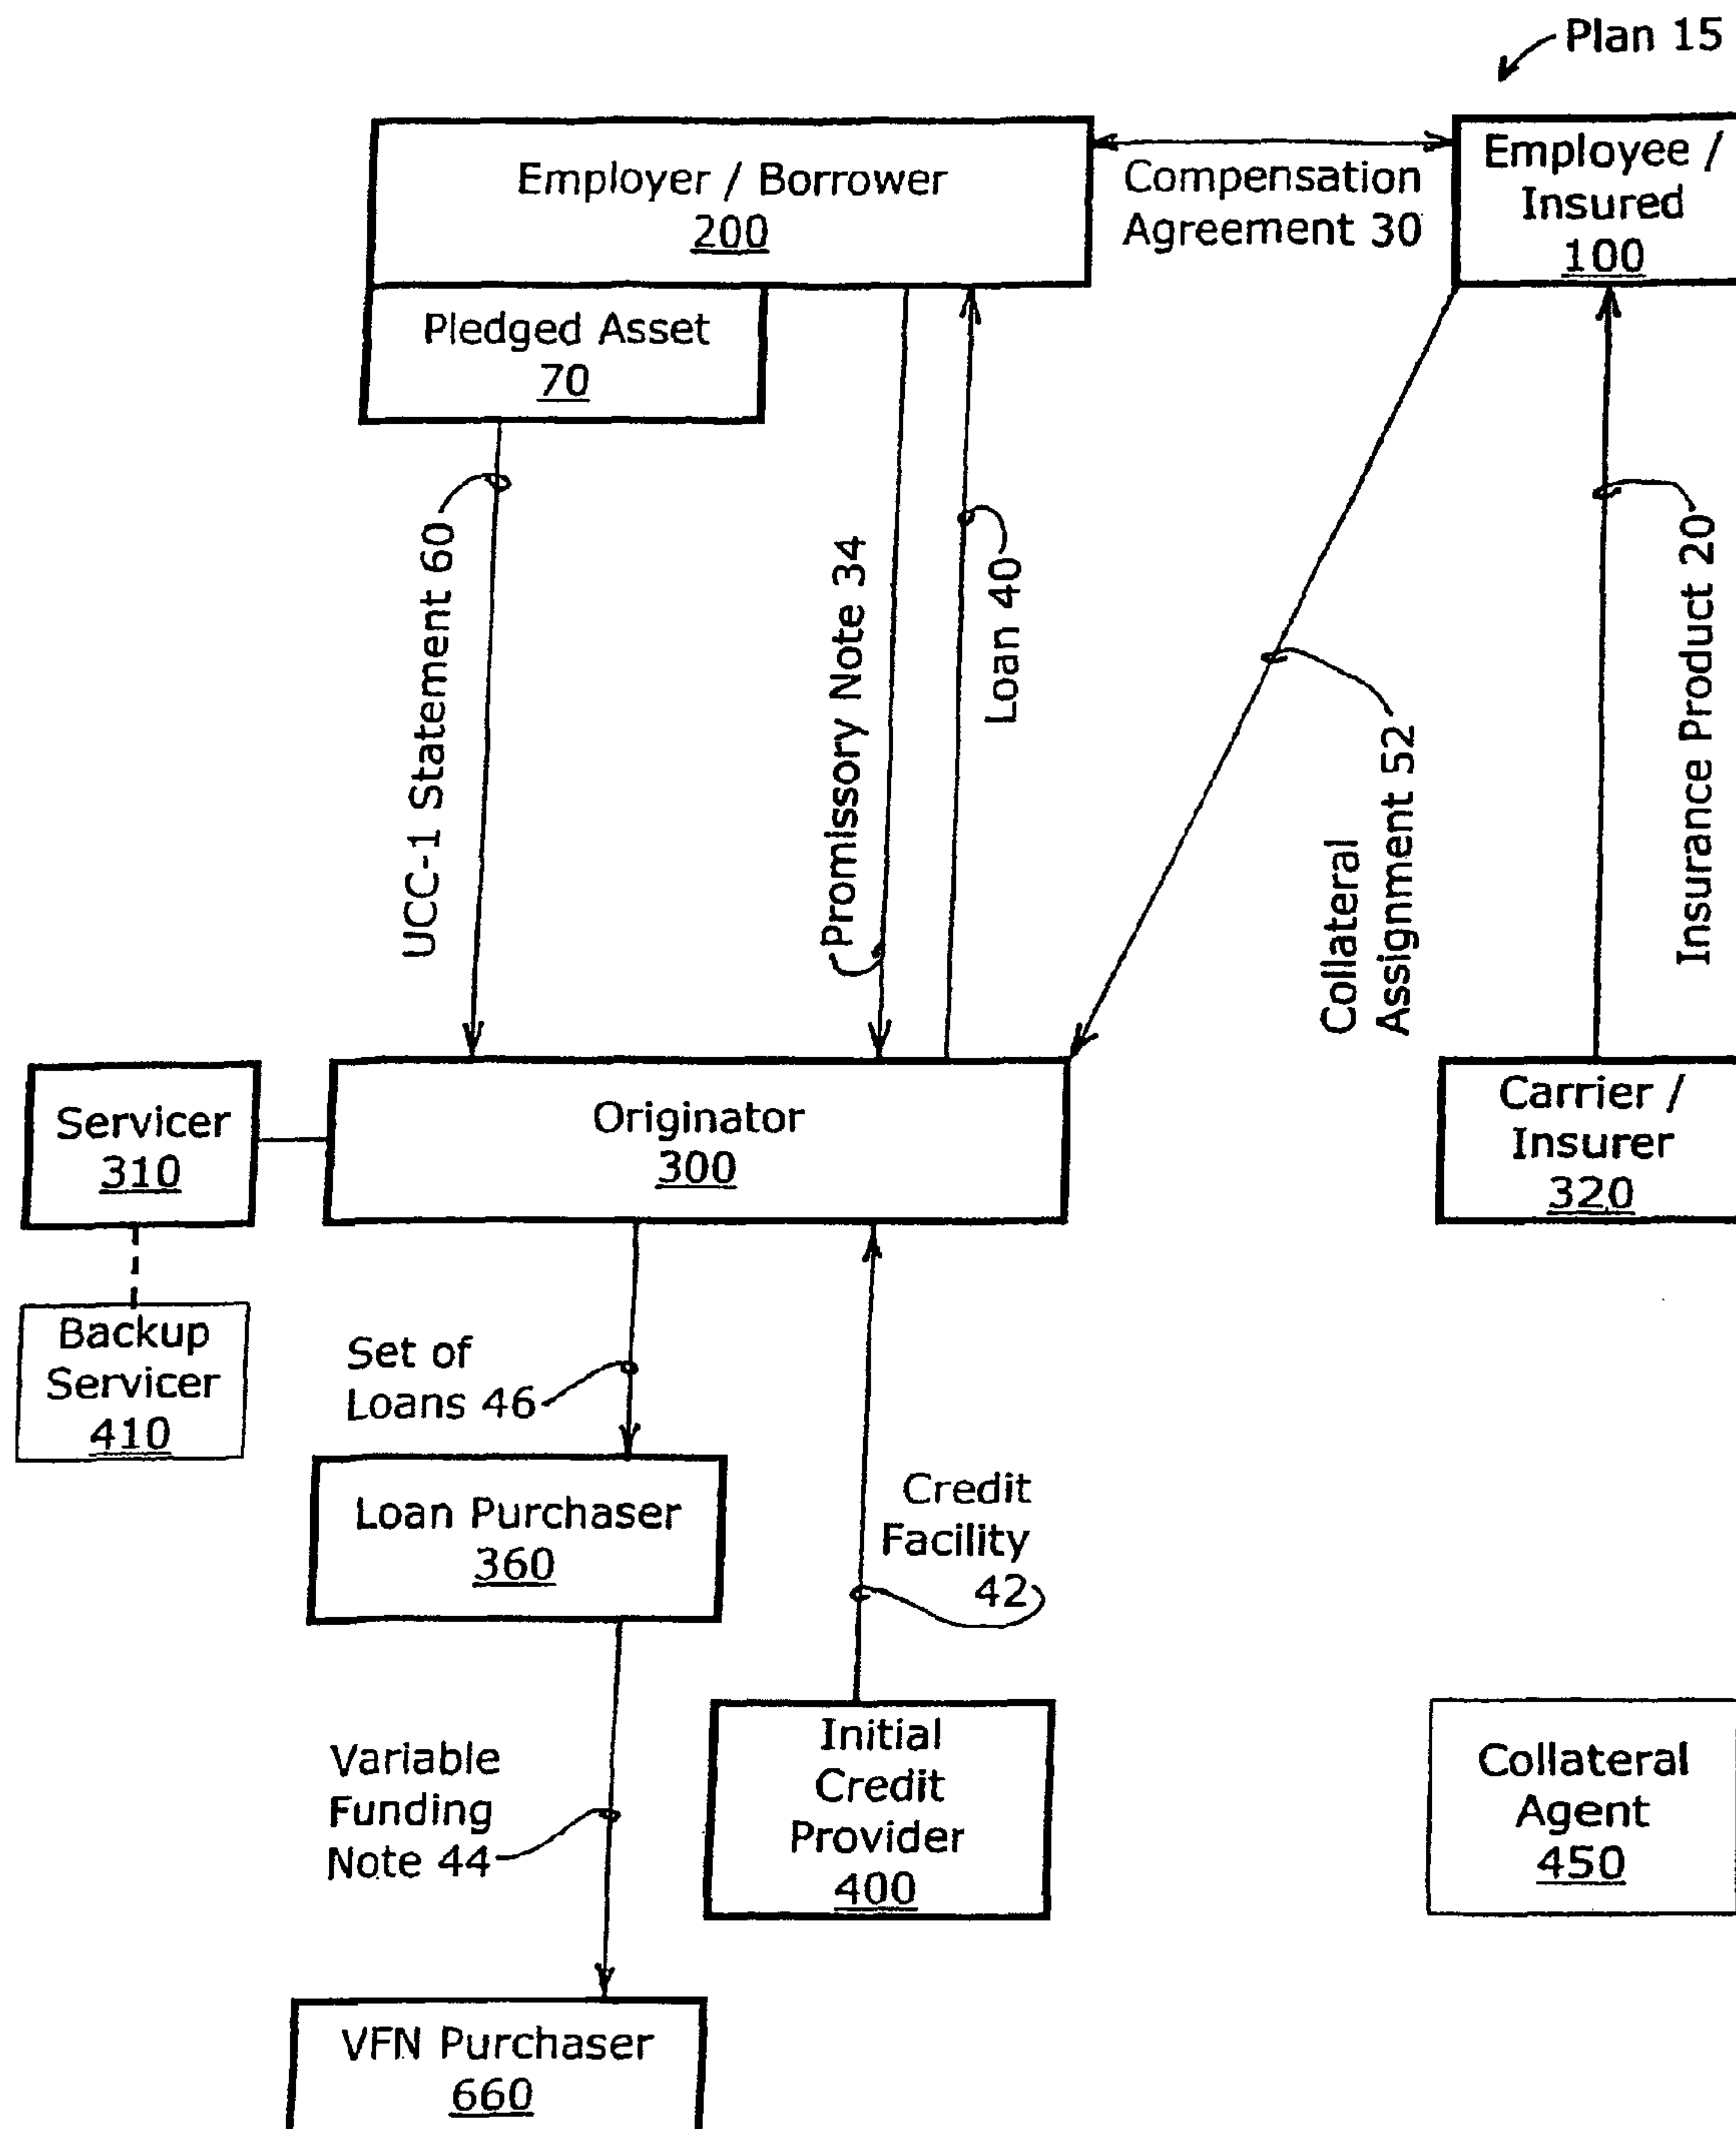 Plan 15
Employer / Borrower
200
Compensation
Agreement 30
Employee /
Insured
100
Pledged Asset
70
UCC-1 Statement 60
Promissory Note 34
Loan 40
Collateral
Assignment 52
Insurance Product 20
Servicer
310
Originator
300
Carrier /
Insurer
320
Backup
Servicer
410
Set of
Loans 46
Loan Purchaser
360
Credit
Facility
42
Variable
Funding
Note 44
Initial
Credit
Provider
400
Collateral
Agent
450
VFN Purchaser
660